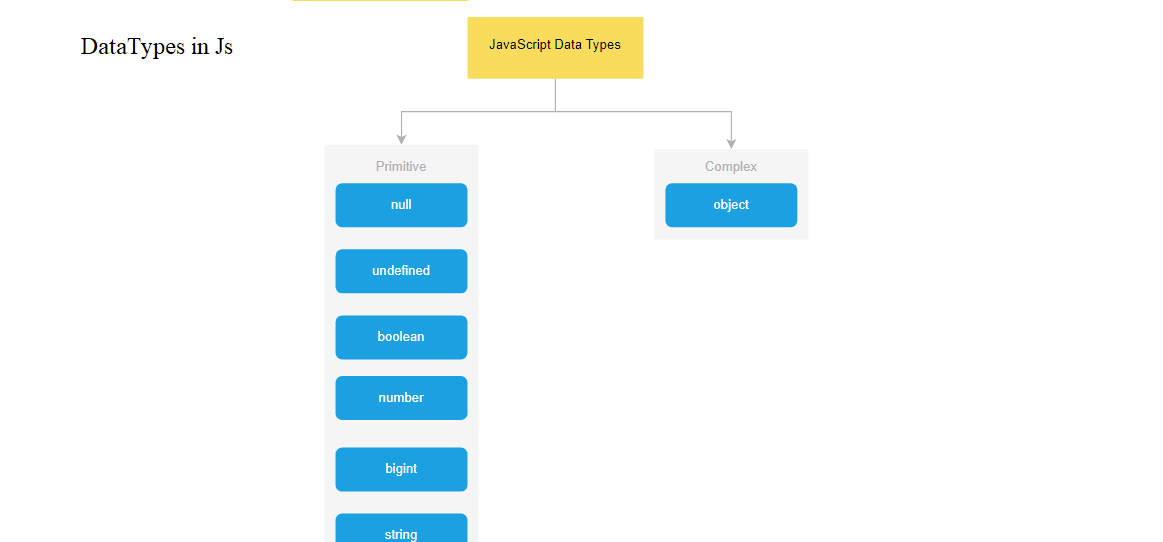 DataTypes in Js
JavaScript Data Types
Primitive
null
undefined
boolean
number
bigint
string
Complex
object